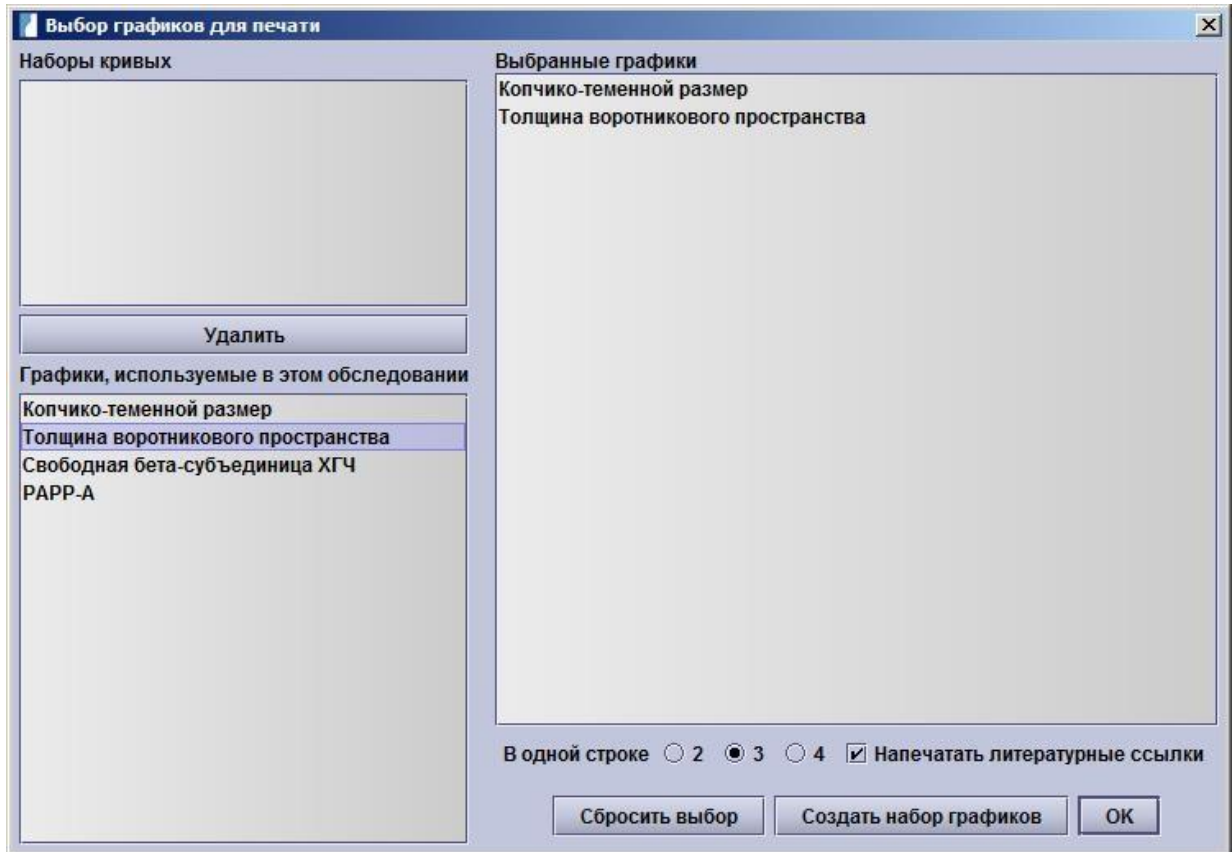 Выбор графиков для печати
Наборы кривых
Удалить
Графики, используемые в этом обследовании
Копчико-теменной размер
Толщина воротникового пространства
Свободная бета-субъединица ХГЧ
PAPP-A
Выбранные графики
Копчико-теменной размер
Толщина воротникового пространства
В одной строке 2 3 4 Напечатать литературные ссылки
Сбросить выбор Создать набор графиков OK